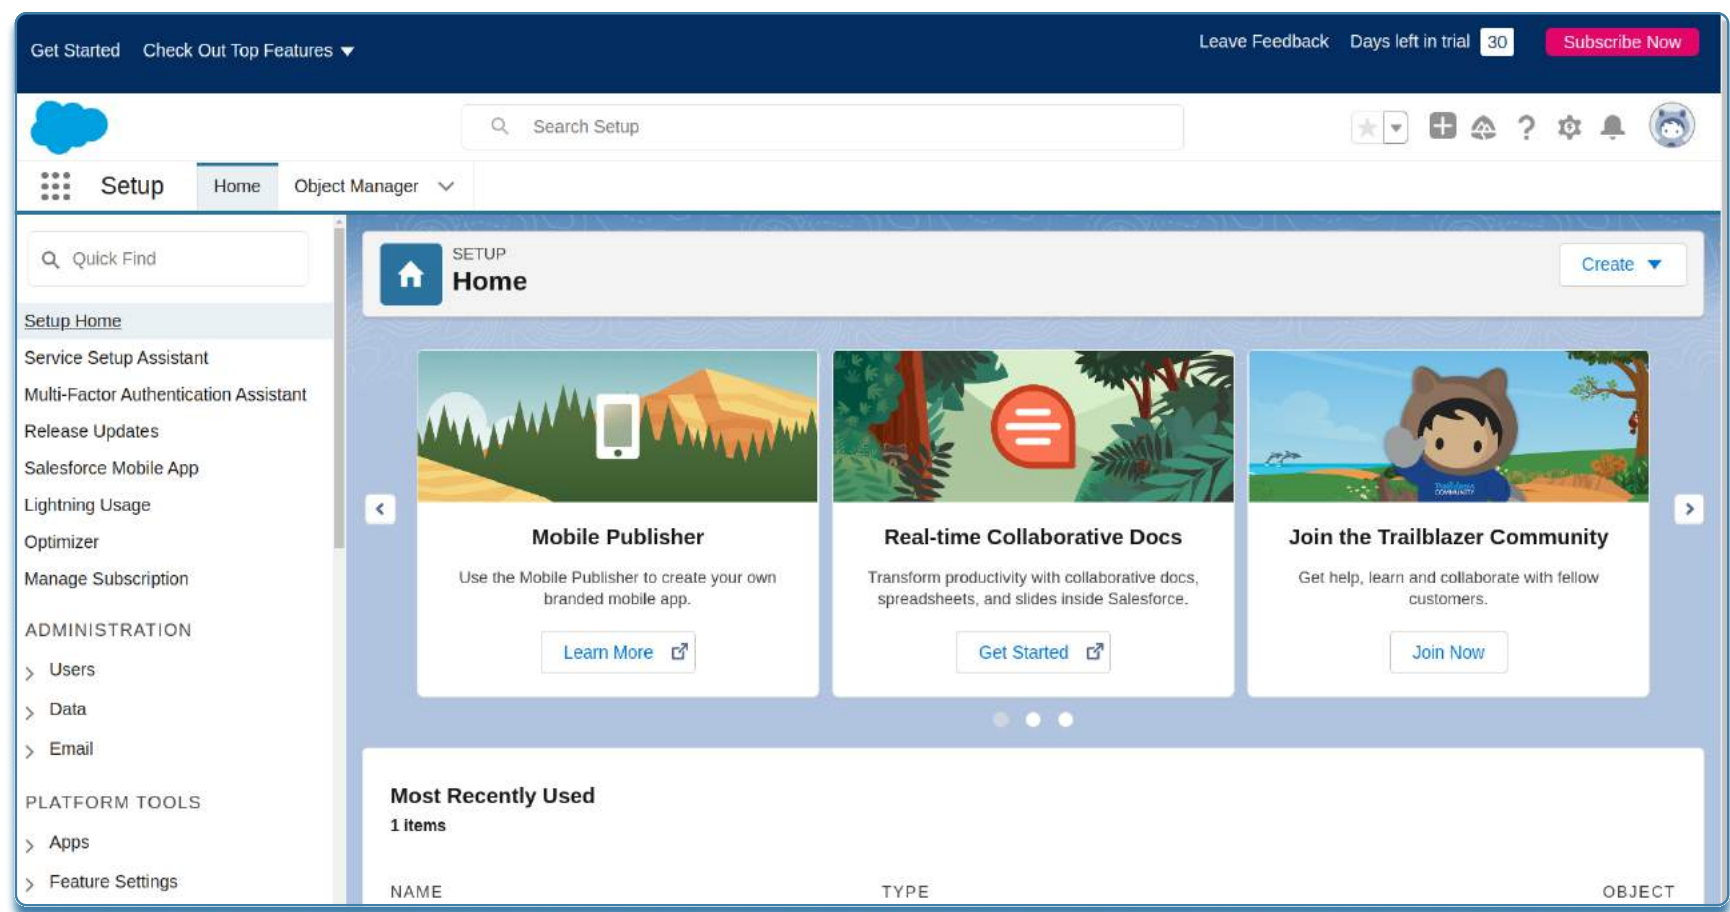 Get Started Check Out Top Features
Leave Feedback Days left in trial 30 Subscribe Now
Search Setup
Setup Home Object Manager
Quick Find
Setup Home
Service Setup Assistant
Multi-Factor Authentication Assistant
Release Updates
Salesforce Mobile App
Lightning Usage
Optimizer
Manage Subscription
ADMINISTRATION
Users
Data
Email
PLATFORM TOOLS
Apps
Feature Settings
SETUP
Home
Create
Mobile Publisher
Use the Mobile Publisher to create your own
branded mobile app.
Learn More
Real-time Collaborative Docs
Transform productivity with collaborative docs,
spreadsheets, and slides inside Salesforce.
Get Started
Trailblazer
COMMUNITY
Join the Trailblazer Community
Get help, learn and collaborate with fellow
customers.
Join Now
Most Recently Used
1 items
NAME TYPE OBJECT